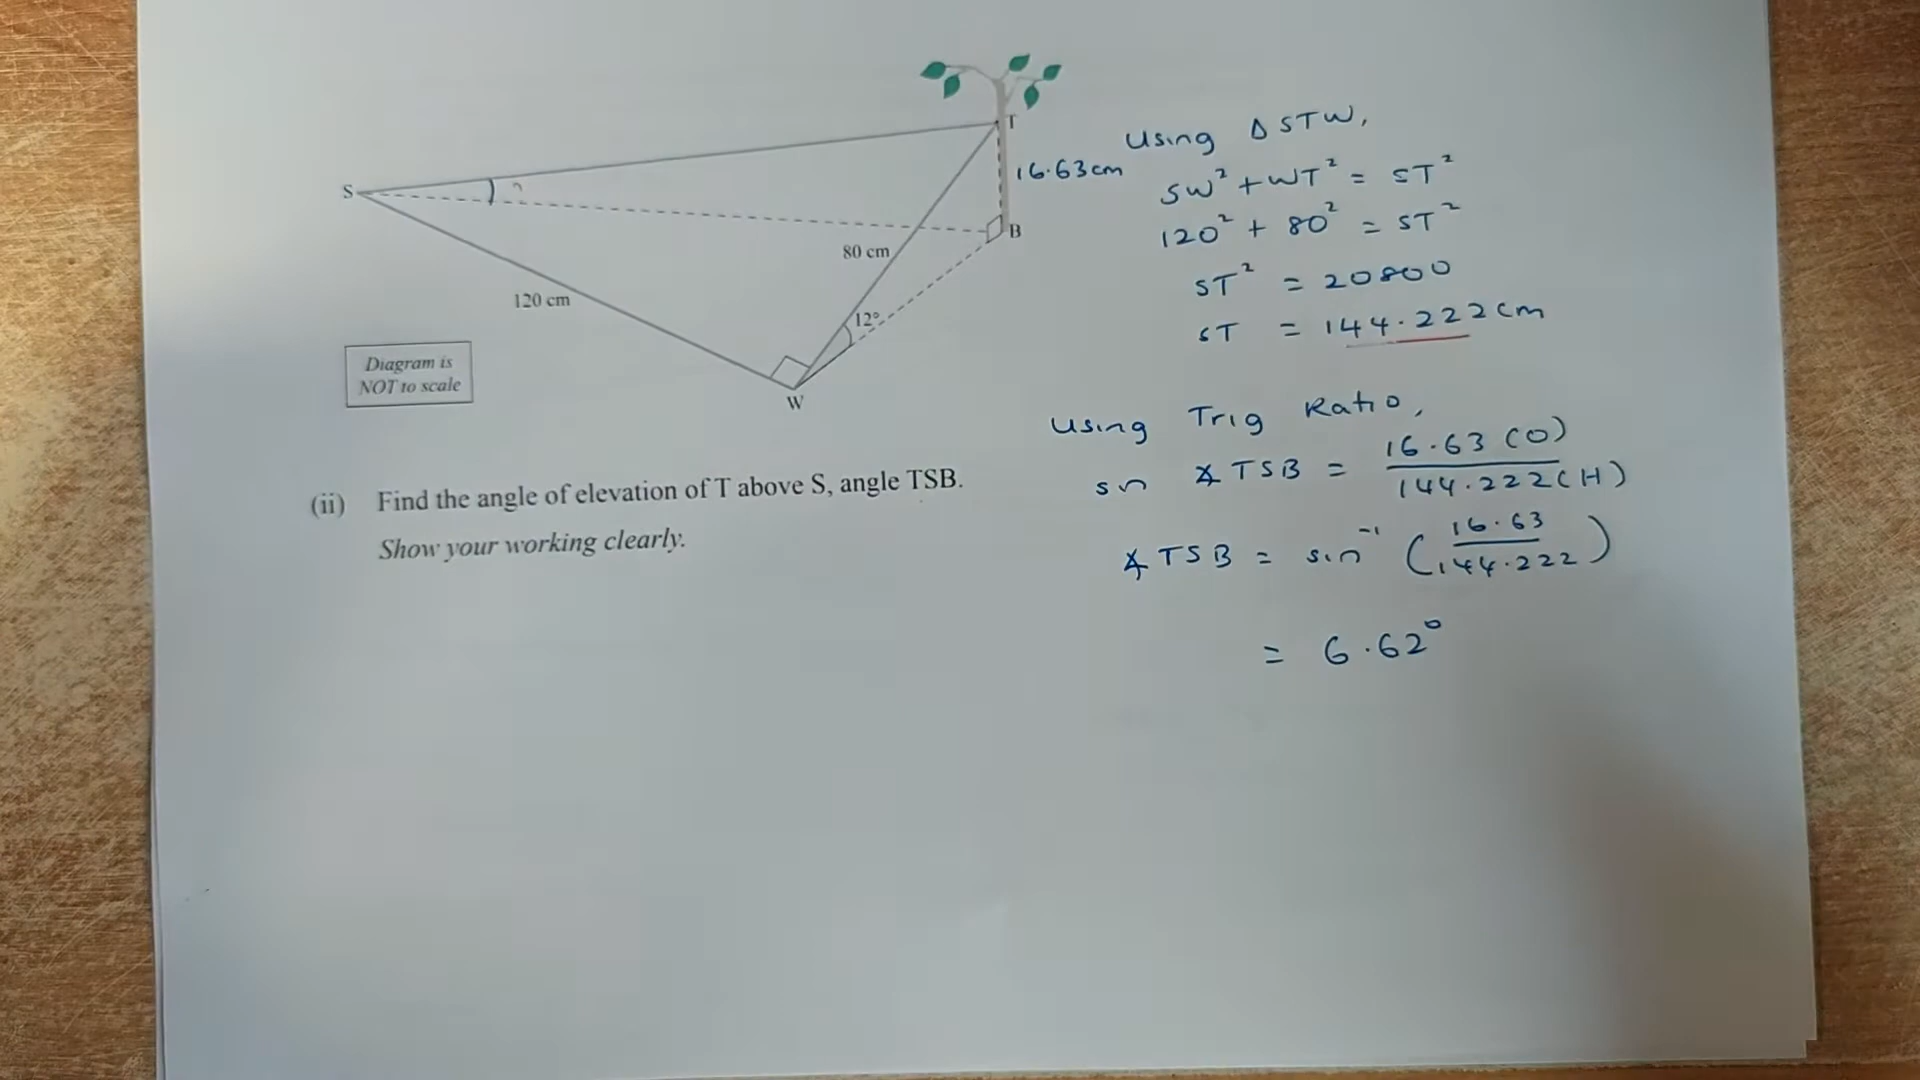 T
16.63cm
S
B
80 cm
120 cm
12°
Diagram is
NOT to scale
W
(ii) Find the angle of elevation of T above S, angle TSB.
Show your working clearly.
Using Δ STW,
SW² + WT² = ST²
120² + 80² = ST²
ST² = 20800
ST = 144.222cm
Using Trig Ratio,
sn ∡TSB = 16.63 (O) / 144.222 (H)
∡TSB = sin⁻¹ (16.63 / 144.222)
= 6.62°